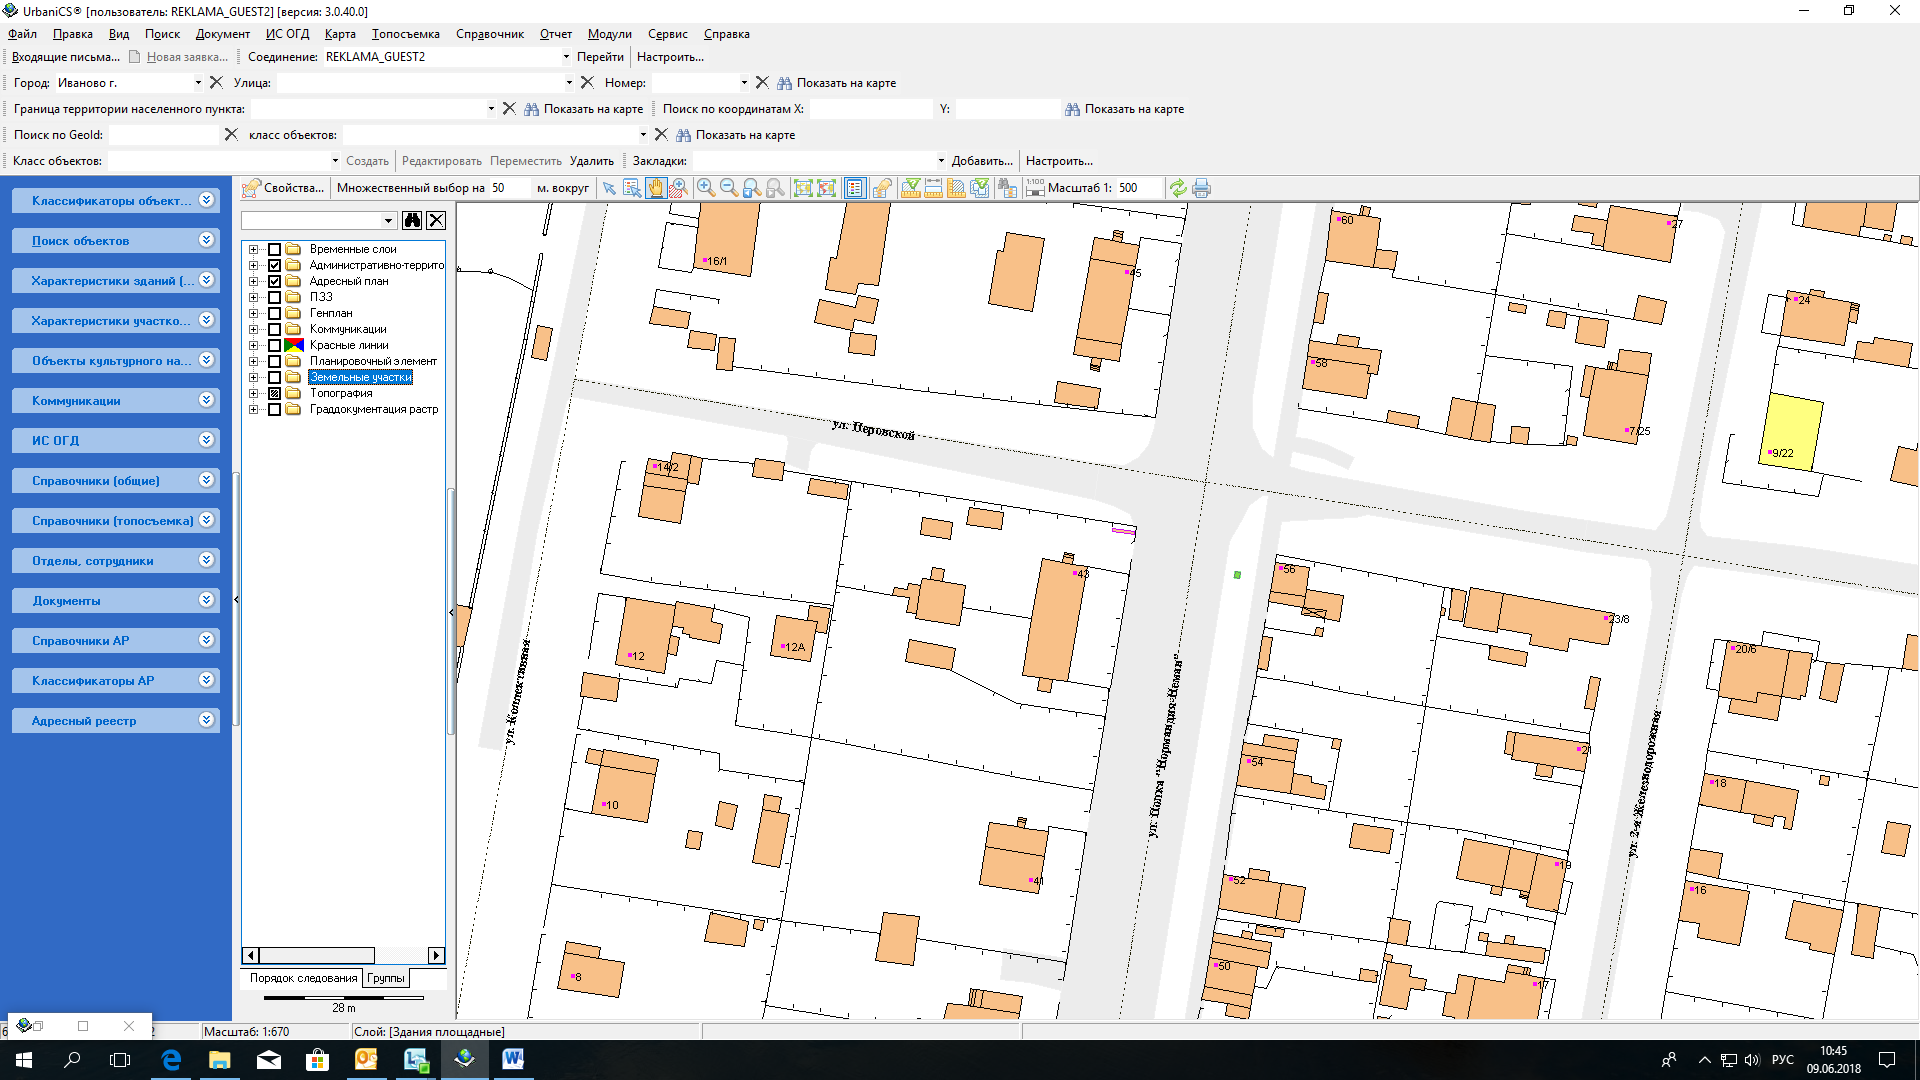 UrbaniCS® [пользователь: REKLAMA_GUEST2] [версия: 3.0.40.0]
Файл Правка Вид Поиск Документ ИС ОГД Карта Топосъемка Справочник Отчет Модули Сервис Справка
Входящие письма... Новая заявка... Соединение: REKLAMA_GUEST2 Перейти Настроить...
Город: Иваново г. Улица: Номер: Показать на карте
Граница территории населенного пункта: Показать на карте Поиск по координатам X: Y: Показать на карте
Поиск по GeoId: класс объектов: Показать на карте
Класс объектов: Создать Редактировать Переместить Удалить Закладки: Добавить... Настроить...
Свойства... Множественный выбор на 50 м. вокруг 1:100 Масштаб 1: 500
Классификаторы объект...
Поиск объектов
Характеристики зданий (...
Характеристики участко...
Объекты культурного на...
Коммуникации
ИС ОГД
Справочники (общие)
Справочники (топосъемка)
Отделы, сотрудники
Документы
Справочники АР
Классификаторы АР
Адресный реестр
Временные слои
Административно-террито
Адресный план
ПЗЗ
Генплан
Коммуникации
Красные линии
Планировочный элемент
Земельные участки
Топография
Граддокументация растр
Порядок следования Группы
28 m
16/1
45
60
27
24
58
7/25
9/22
ул. Перовской
14/2
43
56
23/8
12
12А
20/6
ул. Коллективная
ул. Полка "Нормандия-Неман"
ул. 2-я Железнодорожная
54
21
18
10
41
52
19
16
8
50
17
Масштаб: 1:670 Слой: [Здания площадные]
РУС
10:45
09.06.2018